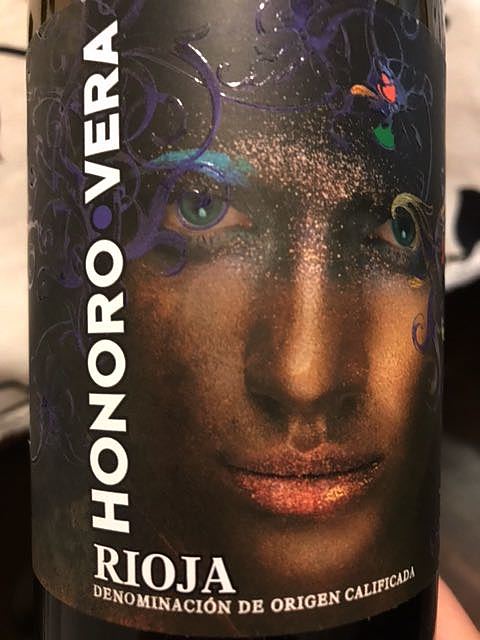 HONORO•VERA
RIOJA
DENOMINACIÓN DE ORIGEN CALIFICADA